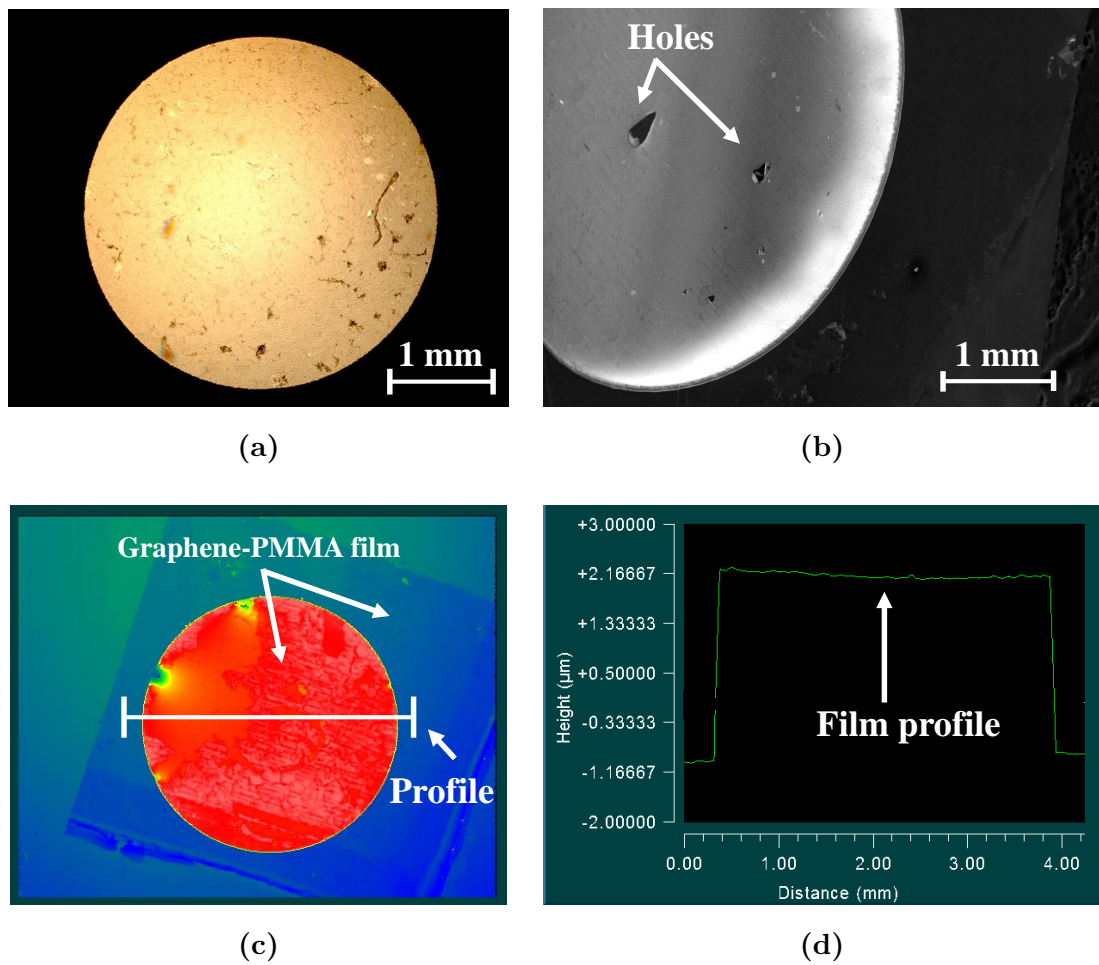 1 mm
(a)
Holes
1 mm
(b)
Graphene-PMMA film
Profile
(c)
+3.00000
+2.16667
+1.33333
+0.50000
-0.33333
-1.16667
-2.00000
Height (µm)
Film profile
0.00
1.00
2.00
3.00
4.00
Distance (mm)
(d)